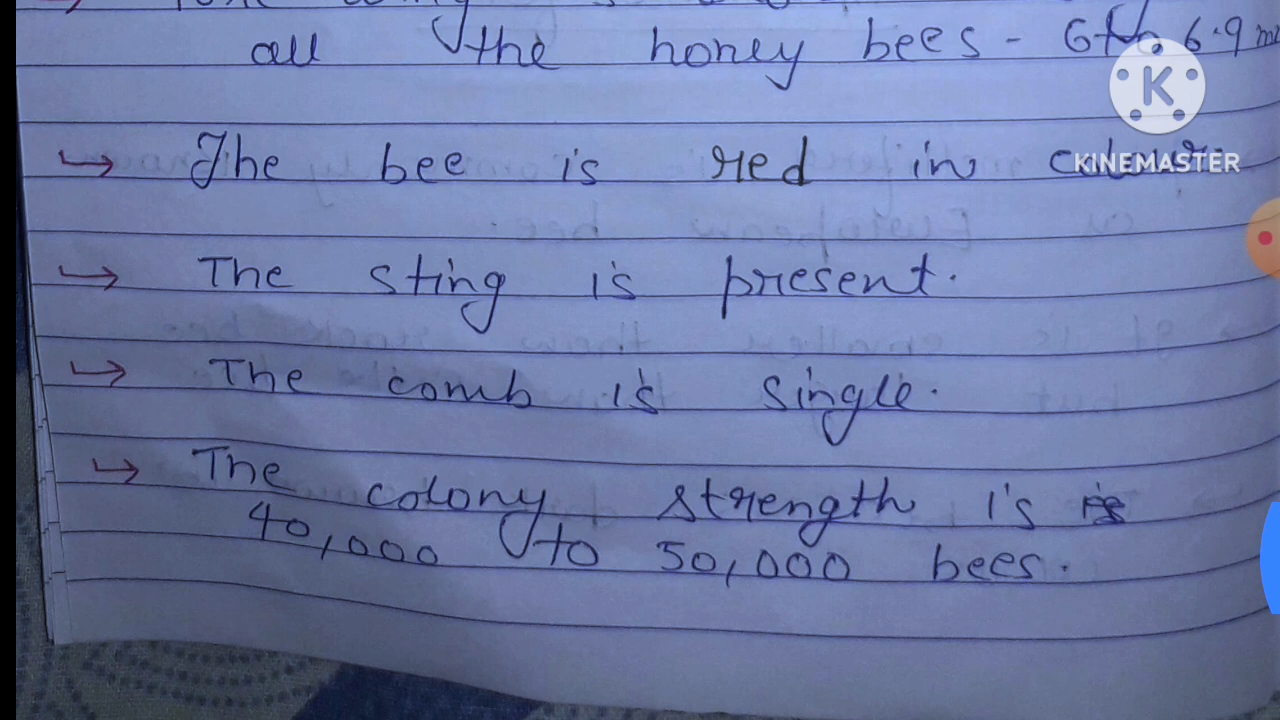 all the honey bees - 6 to 6.9
→ The bee is red in colour.
KINEMASTER
→ The sting is present.
→ The comb is single.
→ The colony strength is is
40,000 to 50,000 bees.